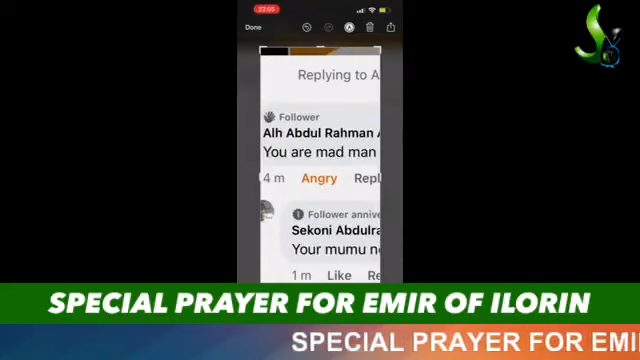 22:05
Done
Replying to A
Follower
Alh Abdul Rahman A
You are mad man
4 m Angry Repl
Follower annive
Sekoni Abdulra
Your mumu n
1 m Like Re
SPECIAL PRAYER FOR EMIR OF ILORIN
SPECIAL PRAYER FOR EMI